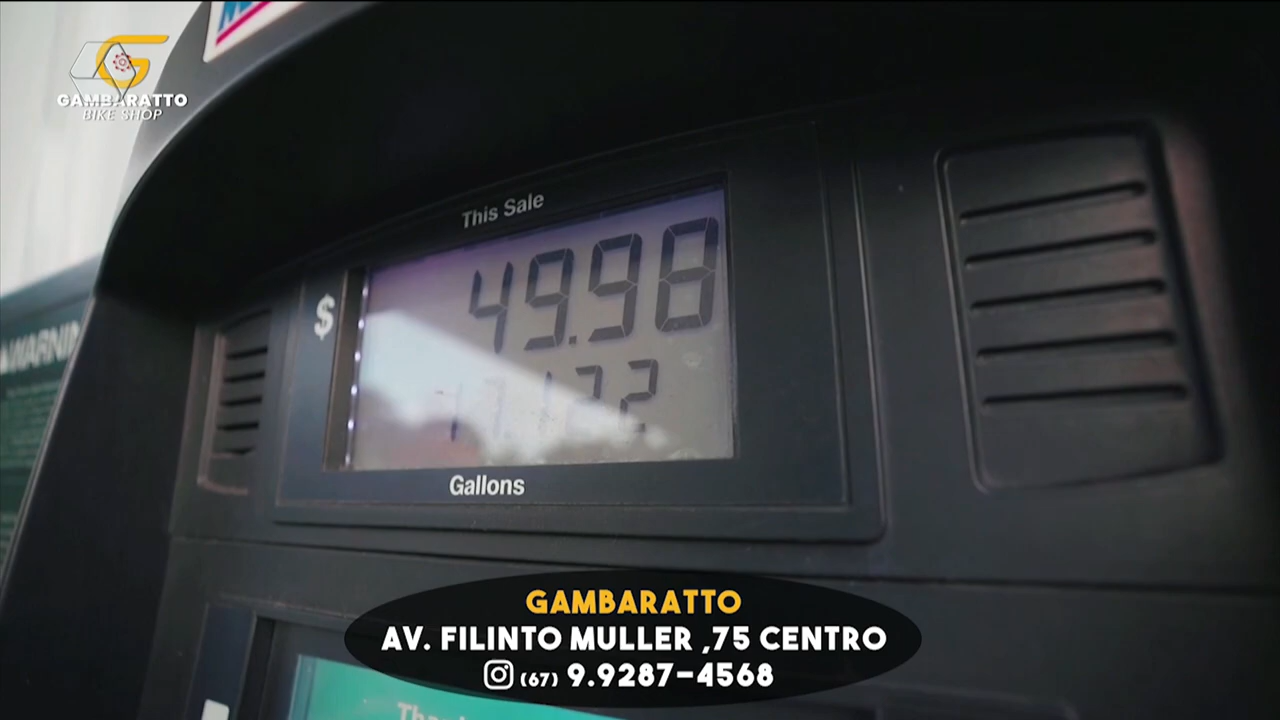 GAMBARATTO
BIKE SHOP
This Sale
$
49.98
Gallons
GAMBARATTO
AV. FILINTO MULLER ,75 CENTRO
(67) 9.9287-4568